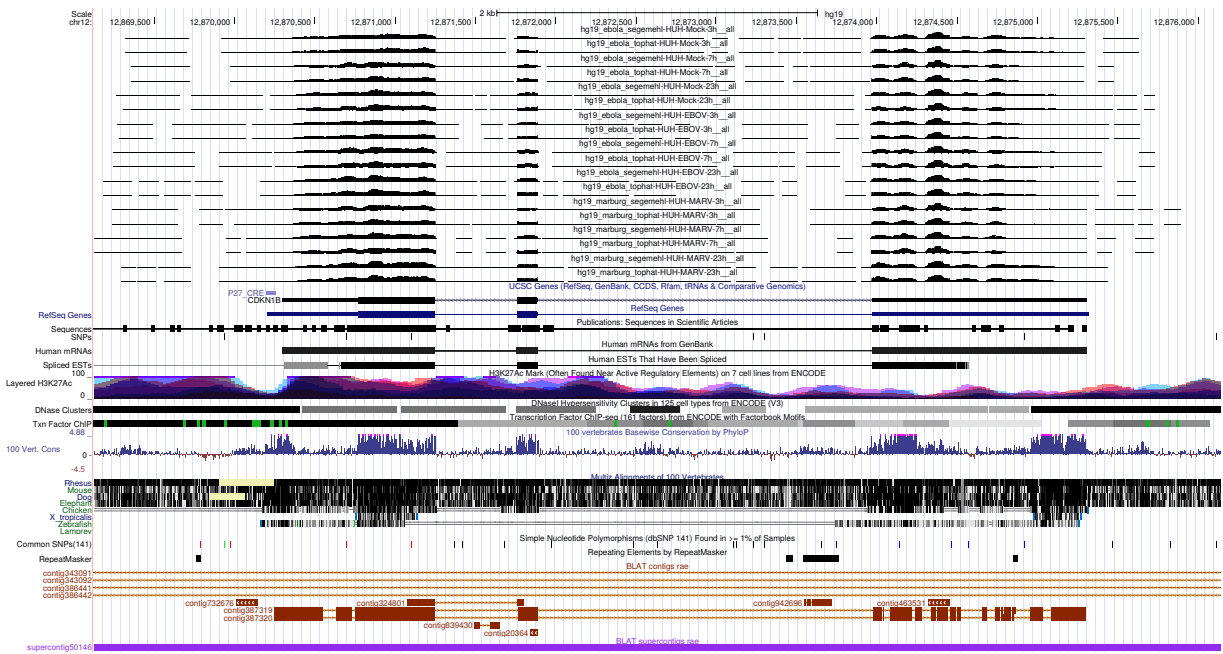 Scale 2 kb hg19
chr12: 12,869,500 12,870,000 12,870,500 12,871,000 12,871,500 12,872,000 12,872,500 12,873,000 12,873,500 12,874,000 12,874,500 12,875,000 12,875,500 12,876,000
hg19_ebola_segemehl-HUH-Mock-3h__all
hg19_ebola_tophat-HUH-Mock-3h__all
hg19_ebola_segemehl-HUH-Mock-7h__all
hg19_ebola_tophat-HUH-Mock-7h__all
hg19_ebola_segemehl-HUH-Mock-23h__all
hg19_ebola_tophat-HUH-Mock-23h__all
hg19_ebola_segemehl-HUH-EBOV-3h__all
hg19_ebola_tophat-HUH-EBOV-3h__all
hg19_ebola_segemehl-HUH-EBOV-7h__all
hg19_ebola_tophat-HUH-EBOV-7h__all
hg19_ebola_segemehl-HUH-EBOV-23h__all
hg19_ebola_tophat-HUH-EBOV-23h__all
hg19_marburg_segemehl-HUH-MARV-3h__all
hg19_marburg_tophat-HUH-MARV-3h__all
hg19_marburg_segemehl-HUH-MARV-7h__all
hg19_marburg_tophat-HUH-MARV-7h__all
hg19_marburg_segemehl-HUH-MARV-23h__all
hg19_marburg_tophat-HUH-MARV-23h__all
UCSC Genes (RefSeq, GenBank, CCDS, Rfam, tRNAs & Comparative Genomics)
P27_CRE
CDKN1B
RefSeq Genes
RefSeq Genes
Publications: Sequences in Scientific Articles
Sequences
SNPs
Human mRNAs from GenBank
Human mRNAs
Human ESTs That Have Been Spliced
Spliced ESTs
H3K27Ac Mark (Often Found Near Active Regulatory Elements) on 7 cell lines from ENCODE
100
Layered H3K27Ac
0
DNaseI Hypersensitivity Clusters in 125 cell types from ENCODE (V3)
DNase Clusters
Transcription Factor ChIP-seq (161 factors) from ENCODE with Factorbook Motifs
Txn Factor ChIP
100 vertebrates Basewise Conservation by PhyloP
4.88
100 Vert. Cons
0
-4.5
Multiz Alignments of 100 Vertebrates
Rhesus
Mouse
Dog
Elephant
Chicken
X_tropicalis
Zebrafish
Lamprey
Simple Nucleotide Polymorphisms (dbSNP 141) Found in >= 1% of Samples
Common SNPs(141)
Repeating Elements by RepeatMasker
RepeatMasker
BLAT contigs rae
contig343091
contig343092
contig386441
contig386442
contig732676 contig324801 contig942696 contig463531
contig387319
contig387320
contig839430
contig20364
BLAT supercontigs rae
supercontig50146